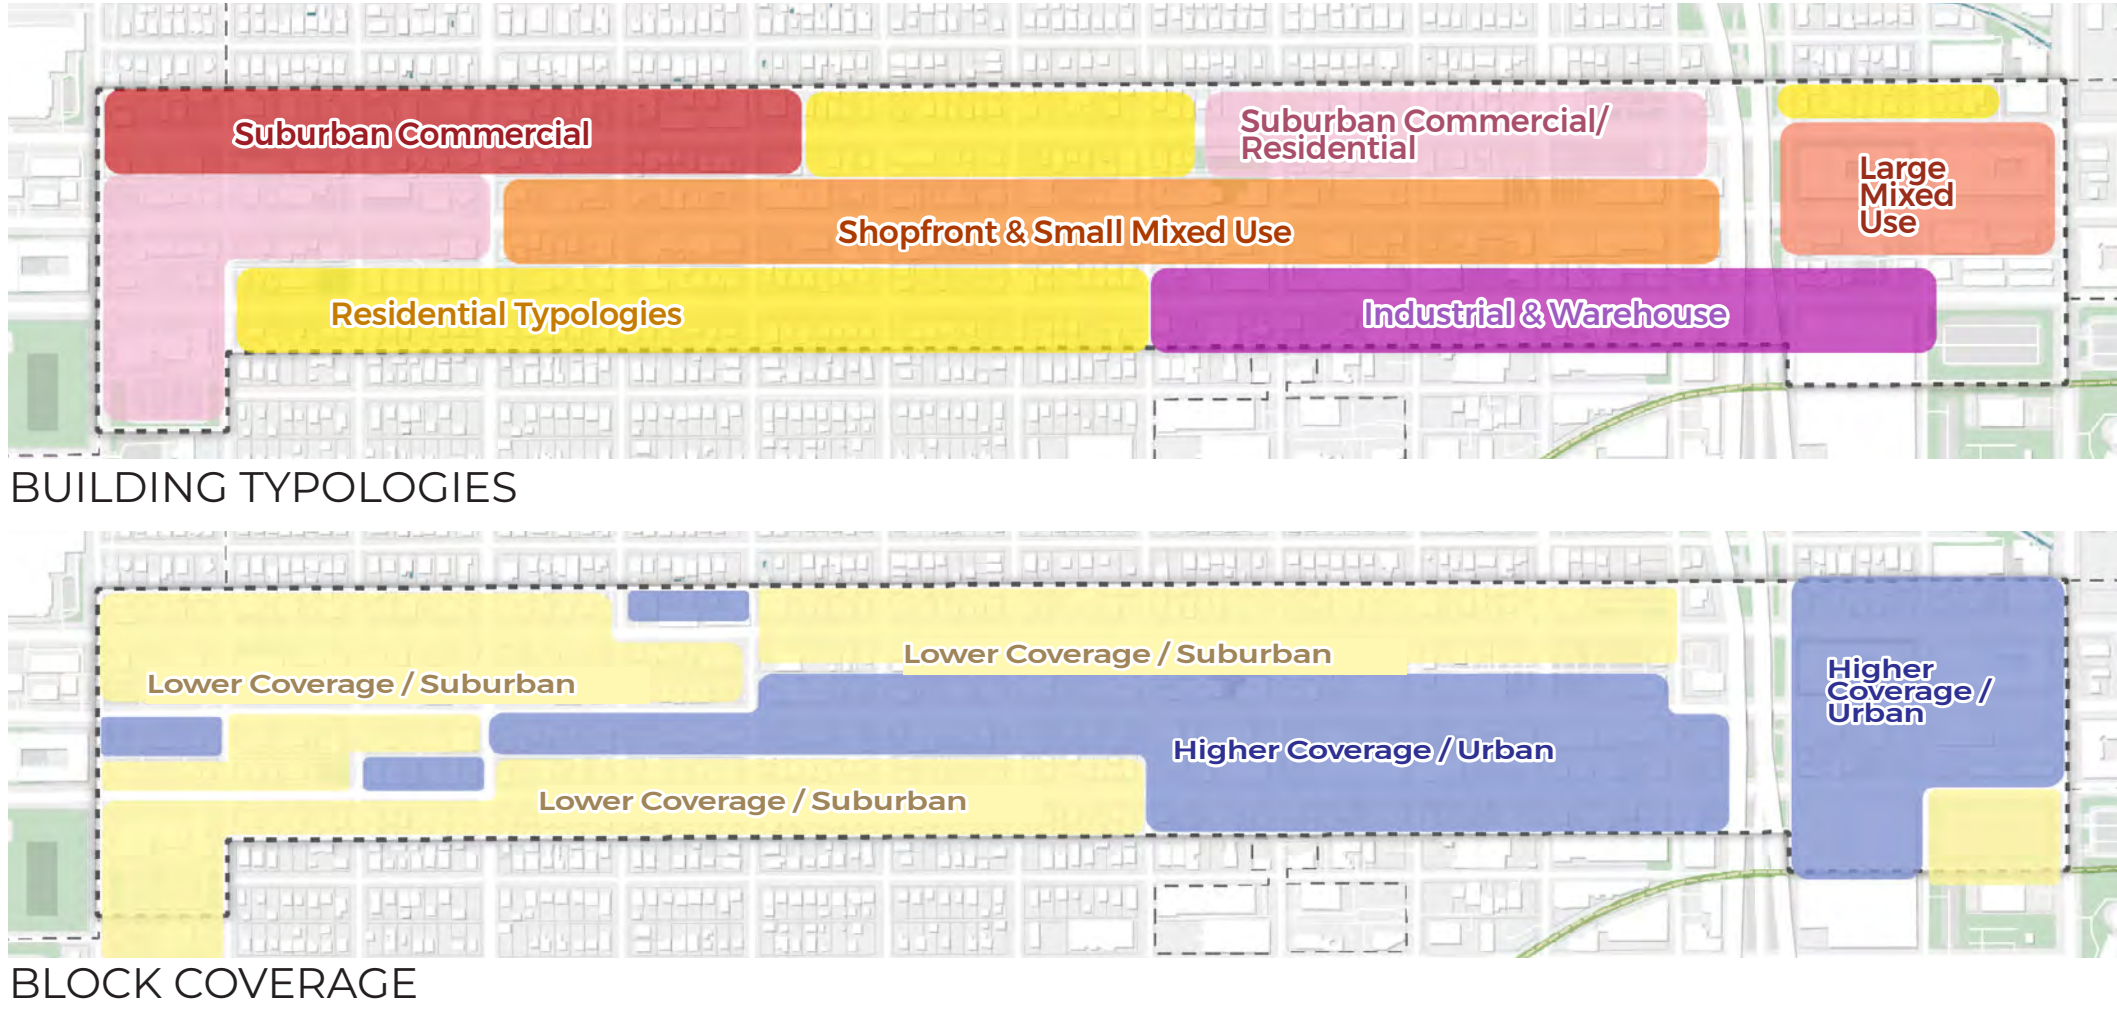 Suburban Commercial
Suburban Commercial/
Residential
Large
Mixed
Use
Shopfront & Small Mixed Use
Residential Typologies
Industrial & Warehouse
BUILDING TYPOLOGIES
Lower Coverage / Suburban
Lower Coverage / Suburban
Higher
Coverage /
Urban
Higher Coverage / Urban
Lower Coverage / Suburban
BLOCK COVERAGE